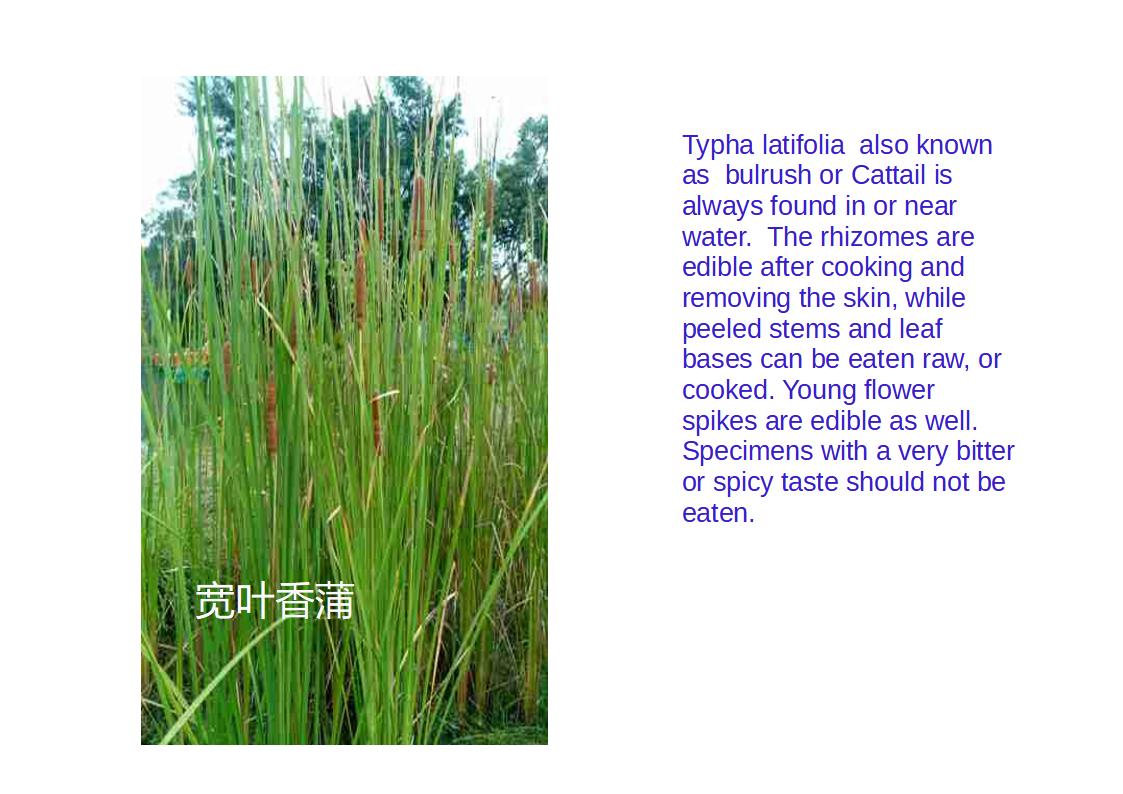 Typha latifolia  also known
as  bulrush or Cattail is
always found in or near
water.  The rhizomes are
edible after cooking and
removing the skin, while
peeled stems and leaf
bases can be eaten raw, or
cooked. Young flower
spikes are edible as well.
Specimens with a very bitter
or spicy taste should not be
eaten.
宽叶香蒲